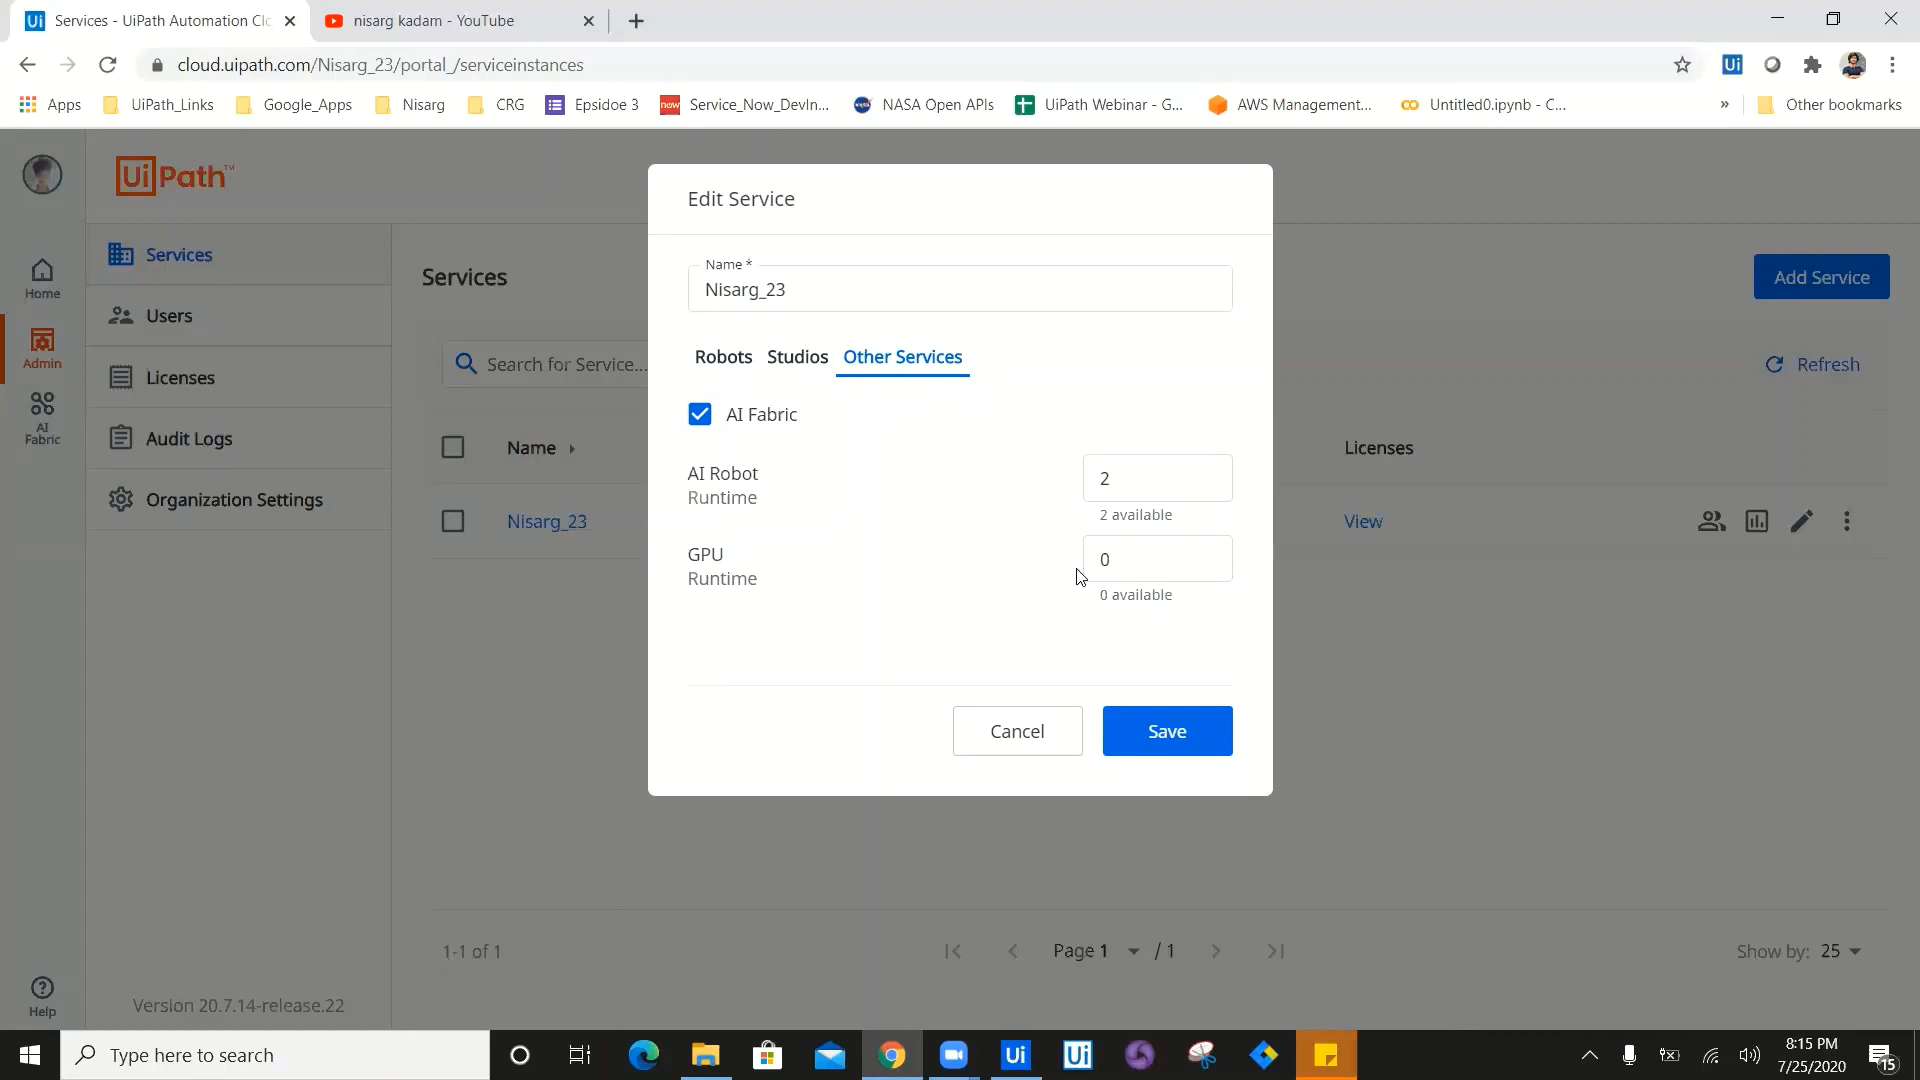 Services - UiPath Automation Clo
nisarg kadam - YouTube
cloud.uipath.com/Nisarg_23/portal_/serviceinstances
Apps
UiPath_Links
Google_Apps
Nisarg
CRG
Epsidoe 3
Service_Now_DevIn...
NASA Open APIs
UiPath Webinar - G...
AWS Management...
Untitled0.ipynb - C...
Other bookmarks
UiPath™
Home
Admin
AI
Fabric
Help
Services
Users
Licenses
Audit Logs
Organization Settings
Version 20.7.14-release.22
Services
Add Service
Search for Service...
Refresh
Name
Licenses
Nisarg_23
View
Edit Service
Name *
Nisarg_23
Robots
Studios
Other Services
AI Fabric
AI Robot
Runtime
2
2 available
GPU
Runtime
0
0 available
Cancel
Save
1-1 of 1
Page 1 / 1
Show by: 25
Type here to search
8:15 PM
7/25/2020
15